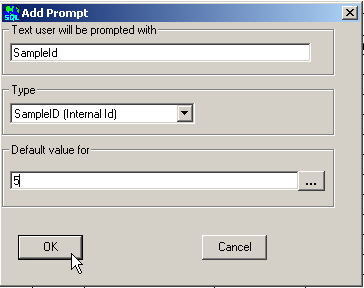 SQL Add Prompt
Text user will be prompted with
SampleId
Type
SampleID (Internal Id)
Default value for
5
...
OK Cancel